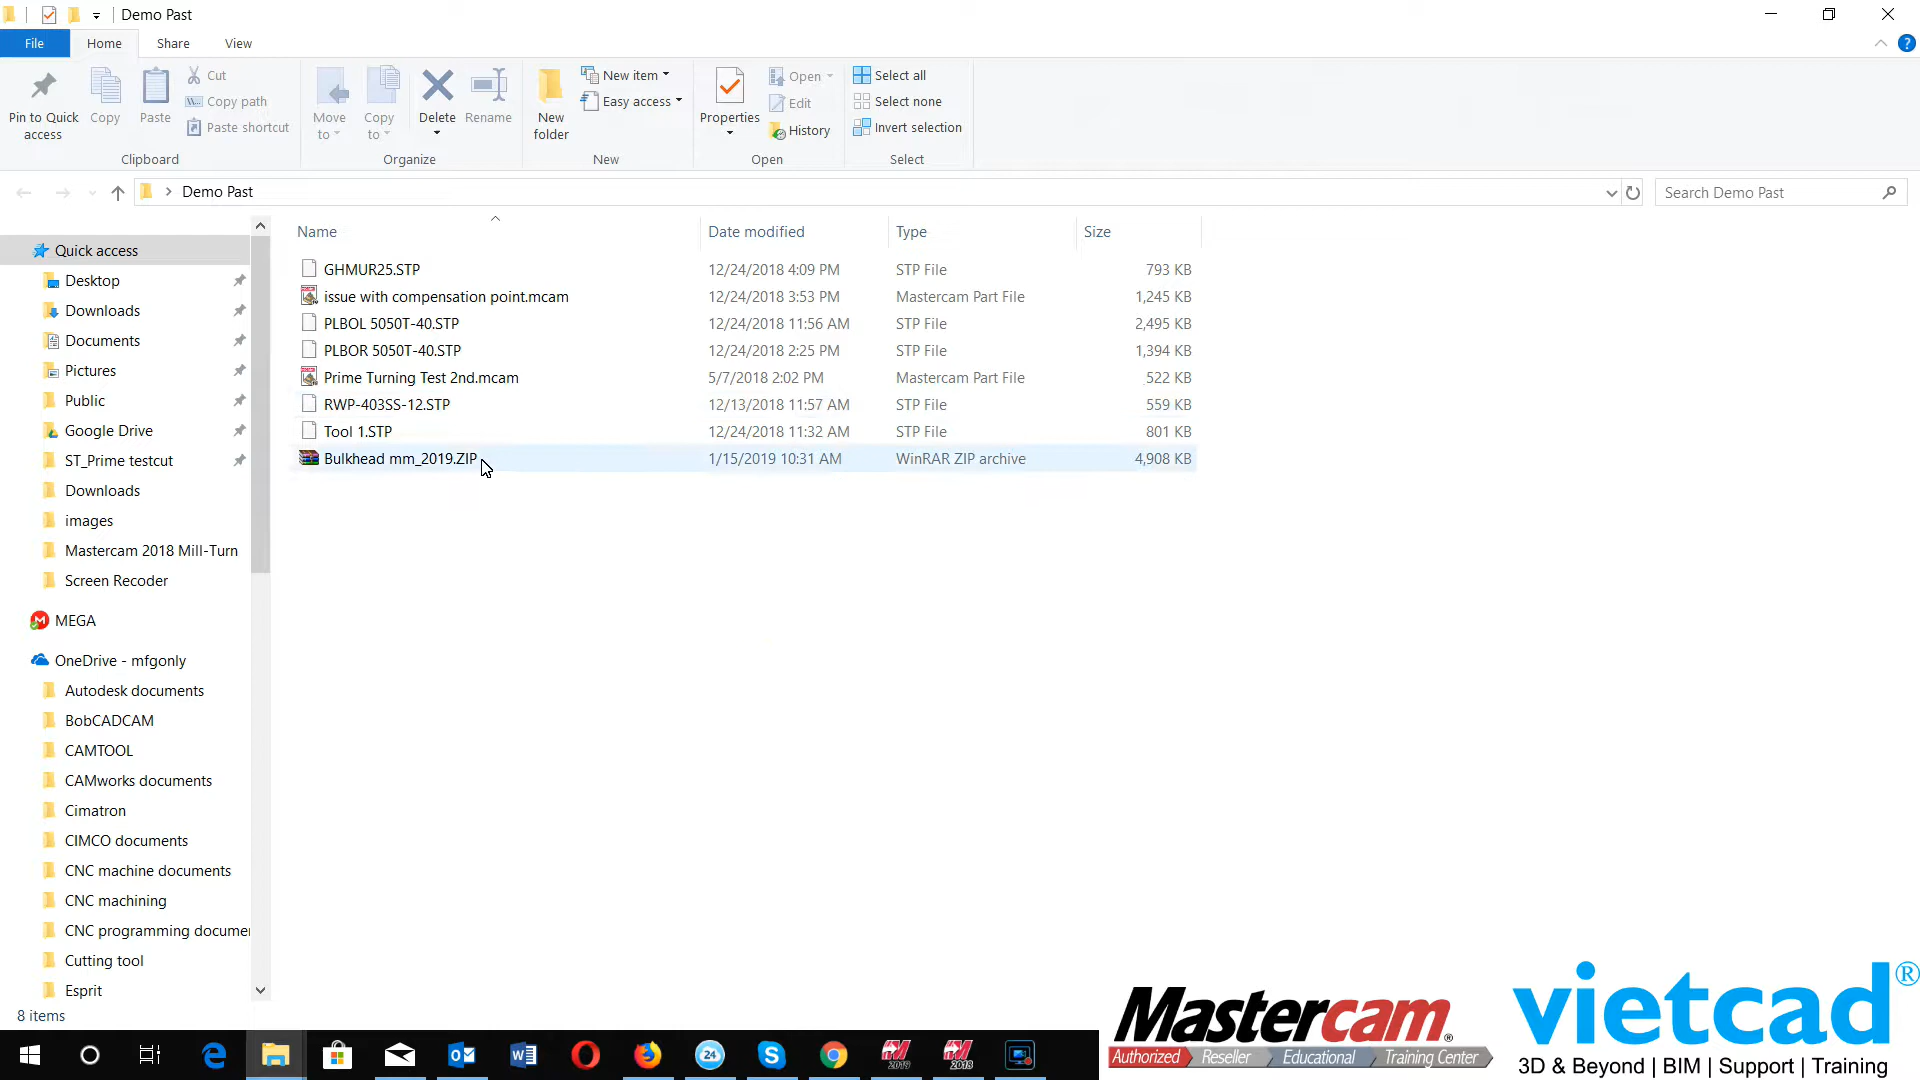 Demo Past
File Home Share View
Pin to Quick access
Copy
Paste
Cut
Copy path
Paste shortcut
Clipboard
Move to
Copy to
Delete
Rename
Organize
New folder
New item
Easy access
New
Properties
Open
Edit
History
Open
Select all
Select none
Invert selection
Select
Demo Past
Search Demo Past
Quick access
Desktop
Downloads
Documents
Pictures
Public
Google Drive
ST_Prime testcut
Downloads
images
Mastercam 2018 Mill-Turn
Screen Recoder
MEGA
OneDrive - mfgonly
Autodesk documents
BobCADCAM
CAMTOOL
CAMworks documents
Cimatron
CIMCO documents
CNC machine documents
CNC machining
CNC programming documen
Cutting tool
Esprit
Name Date modified Type Size
GHMUR25.STP 12/24/2018 4:09 PM STP File 793 KB
issue with compensation point.mcam 12/24/2018 3:53 PM Mastercam Part File 1,245 KB
PLBOL 5050T-40.STP 12/24/2018 11:56 AM STP File 2,495 KB
PLBOR 5050T-40.STP 12/24/2018 2:25 PM STP File 1,394 KB
Prime Turning Test 2nd.mcam 5/7/2018 2:02 PM Mastercam Part File 522 KB
RWP-403SS-12.STP 12/13/2018 11:57 AM STP File 559 KB
Tool 1.STP 12/24/2018 11:32 AM STP File 801 KB
Bulkhead mm_2019.ZIP 1/15/2019 10:31 AM WinRAR ZIP archive 4,908 KB
8 items
24
2019
2018
Mastercam®
Authorized Reseller Educational Training Center
vietcad®
3D & Beyond | BIM | Support | Training